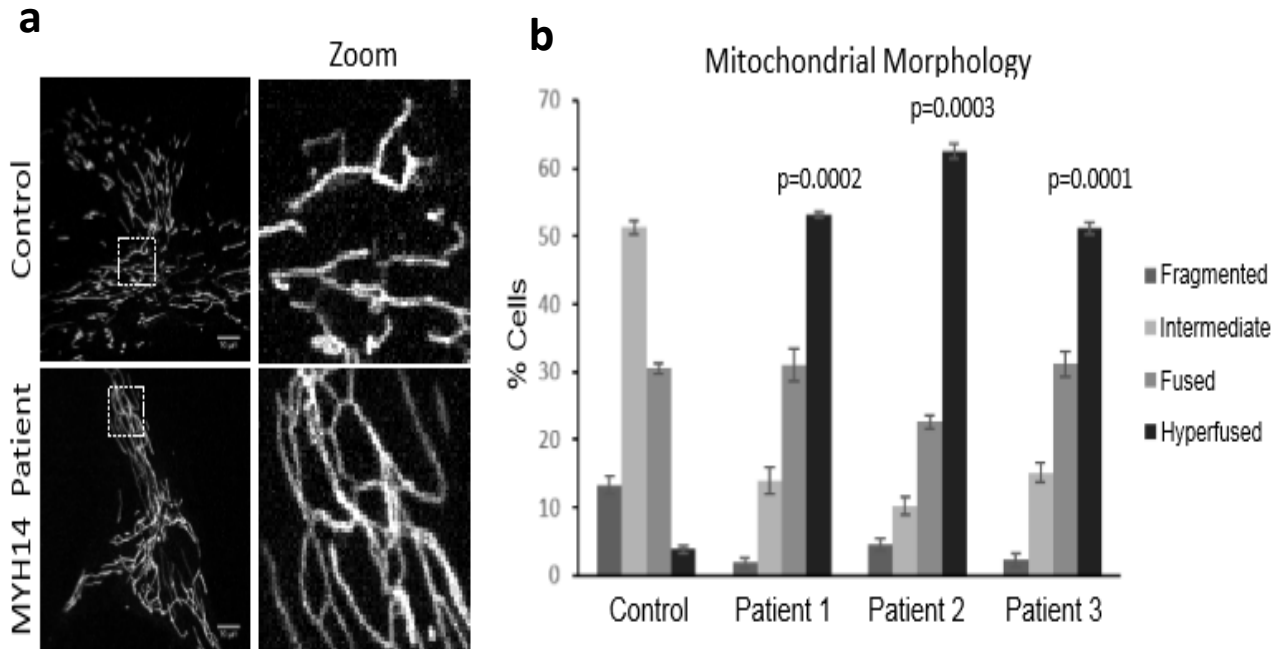 a
Zoom
Control
MYH14 Patient
b
Mitochondrial Morphology
% Cells
70
60
50
40
30
20
10
0
p=0.0002
p=0.0003
p=0.0001
Control
Patient 1
Patient 2
Patient 3
Fragmented
Intermediate
Fused
Hyperfused